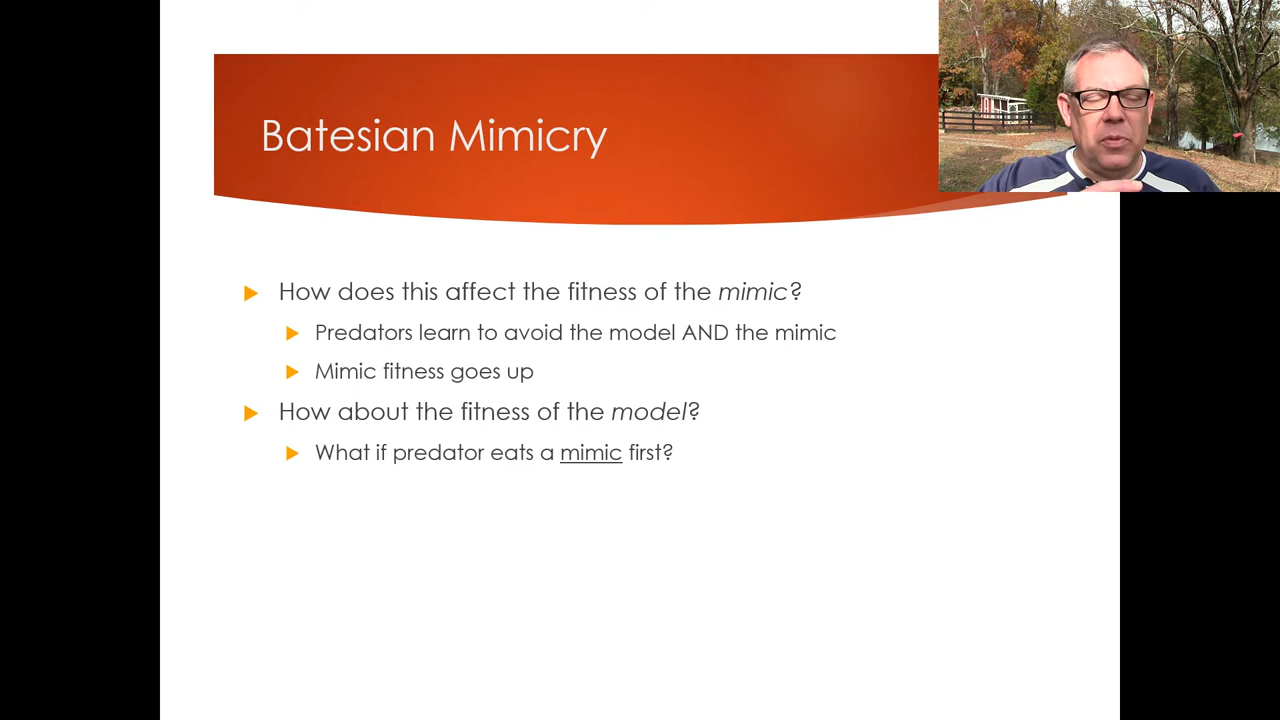 Batesian Mimicry
How does this affect the fitness of the mimic?
Predators learn to avoid the model AND the mimic
Mimic fitness goes up
How about the fitness of the model?
What if predator eats a mimic first?